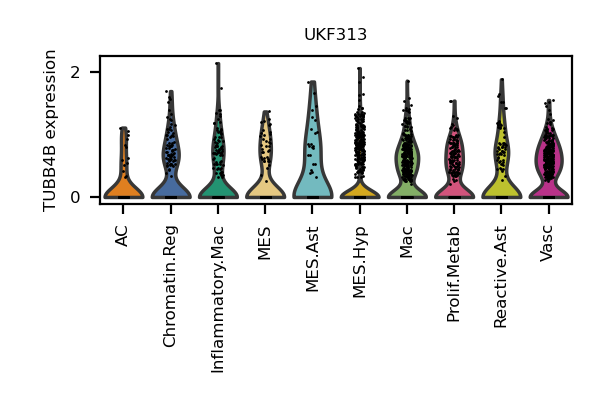 UKF313
TUBB4B expression
2
0
AC
Chromatin.Reg
Inflammatory.Mac
MES
MES.Ast
MES.Hyp
Mac
Prolif.Metab
Reactive.Ast
Vasc